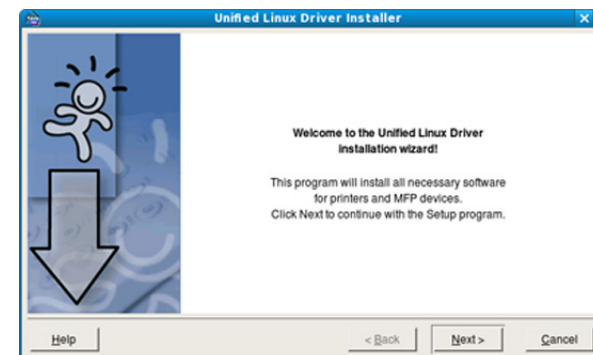 Unified Linux Driver Installer
Welcome to the Unified Linux Driver
installation wizard!
This program will install all necessary software
for printers and MFP devices.
Click Next to continue with the Setup program.
Help
< Back
Next >
Cancel